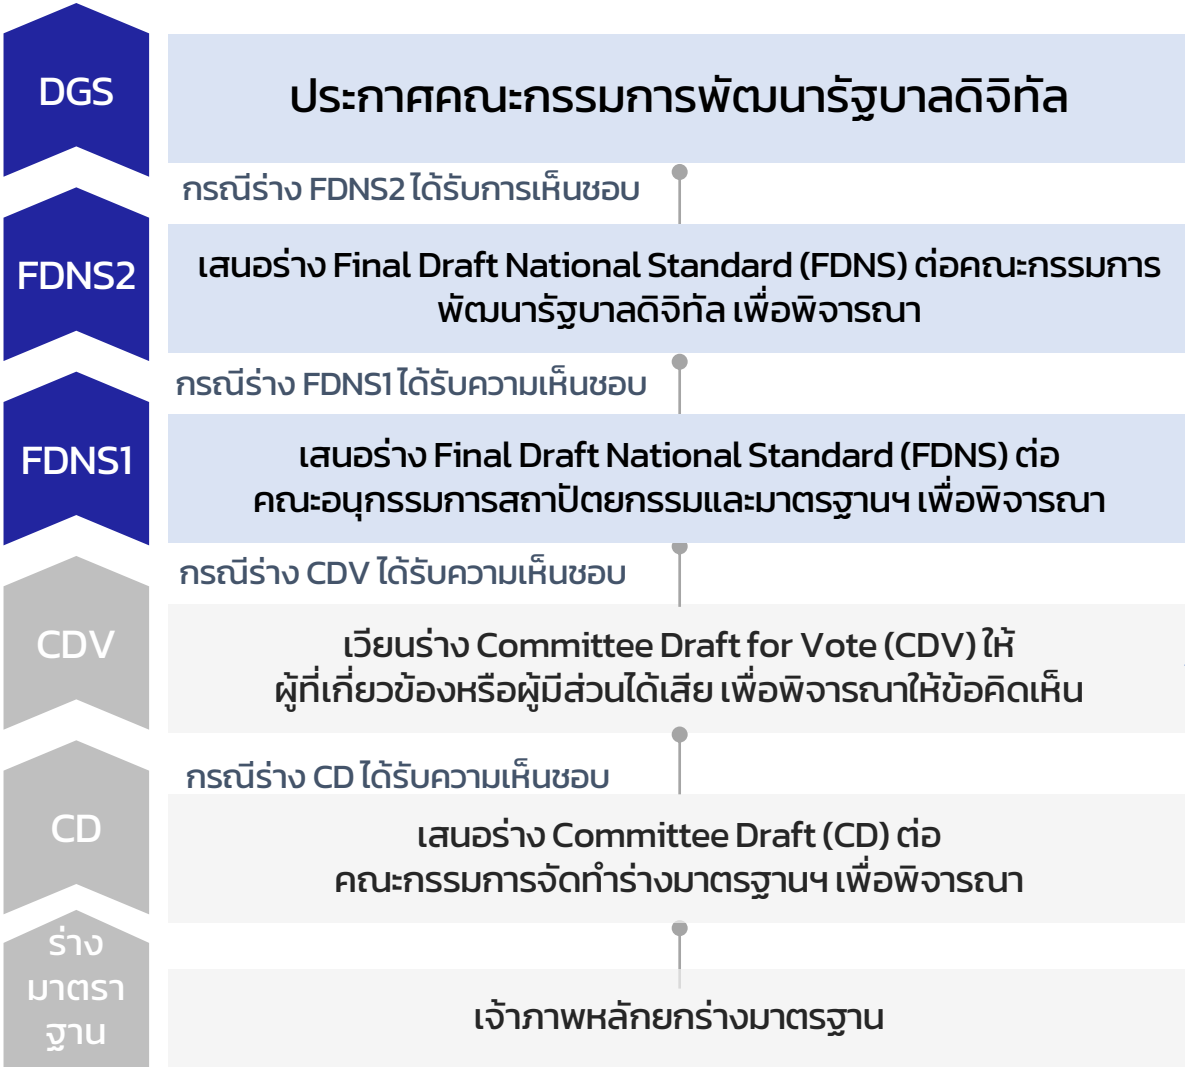 DGS
ประกาศคณะกรรมการพัฒนารัฐบาลดิจิทัล
กรณีร่าง FDNS2 ได้รับการเห็นชอบ
FDNS2
เสนอร่าง Final Draft National Standard (FDNS) ต่อคณะกรรมการ
พัฒนารัฐบาลดิจิทัล เพื่อพิจารณา
กรณีร่าง FDNS1 ได้รับความเห็นชอบ
FDNS1
เสนอร่าง Final Draft National Standard (FDNS) ต่อ
คณะอนุกรรมการสถาปัตยกรรมและมาตรฐานฯ เพื่อพิจารณา
กรณีร่าง CDV ได้รับความเห็นชอบ
CDV
เวียนร่าง Committee Draft for Vote (CDV) ให้
ผู้ที่เกี่ยวข้องหรือผู้มีส่วนได้เสีย เพื่อพิจารณาให้ข้อคิดเห็น
กรณีร่าง CD ได้รับความเห็นชอบ
CD
เสนอร่าง Committee Draft (CD) ต่อ
คณะกรรมการจัดทำร่างมาตรฐานฯ เพื่อพิจารณา
ร่าง
มาตรา
ฐาน
เจ้าภาพหลักยกร่างมาตรฐาน